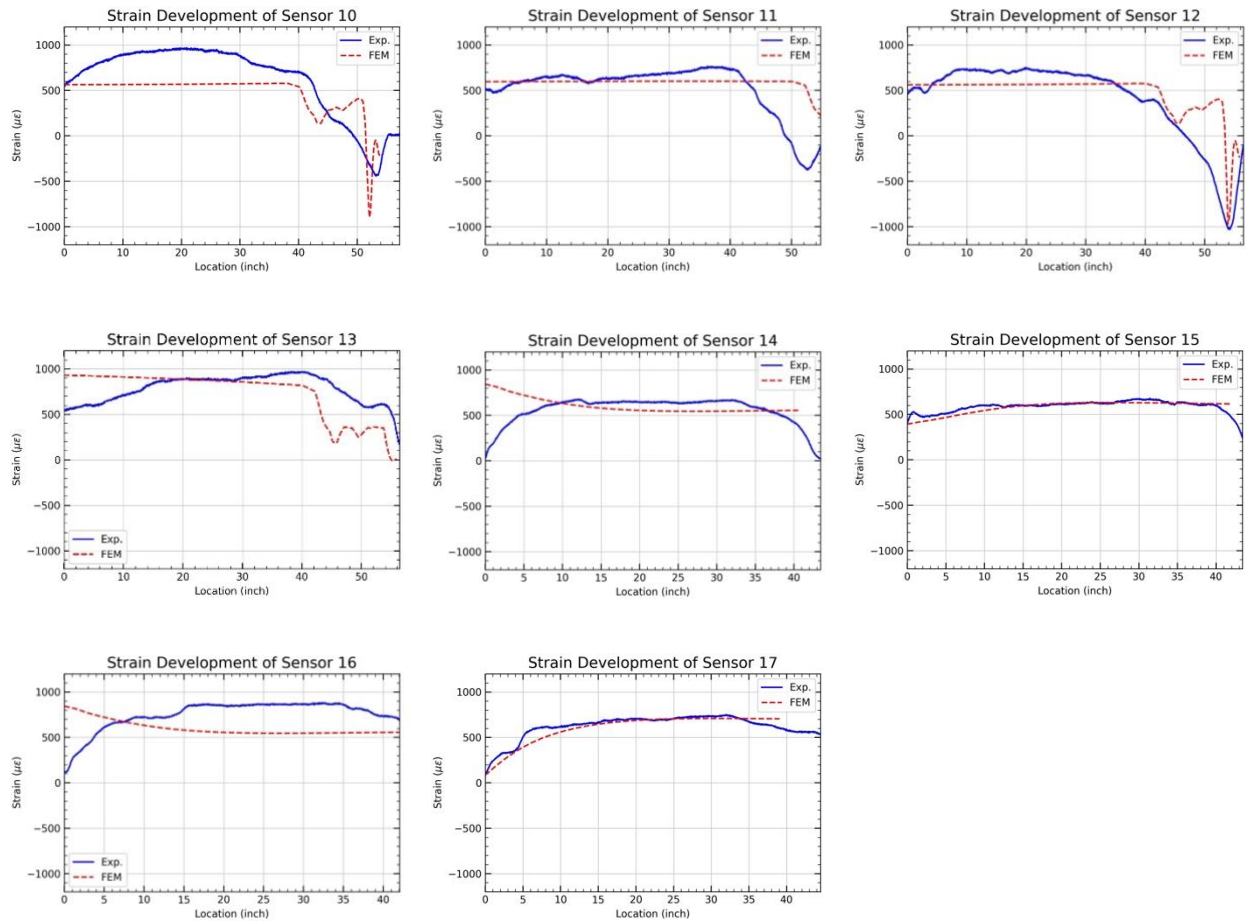 Strain Development of Sensor 10
1000
500
0
−500
−1000
Strain (με)
Exp.
FEM
0 10 20 30 40 50
Location (inch)
Strain Development of Sensor 11
1000
500
0
−500
−1000
Strain (με)
Exp.
FEM
0 10 20 30 40 50
Location (inch)
Strain Development of Sensor 12
1000
500
0
−500
−1000
Strain (με)
Exp.
FEM
0 10 20 30 40 50
Location (inch)
Strain Development of Sensor 13
1000
500
0
−500
−1000
Strain (με)
Exp.
FEM
0 10 20 30 40 50
Location (inch)
Strain Development of Sensor 14
1000
500
0
−500
−1000
Strain (με)
Exp.
FEM
0 5 10 15 20 25 30 35 40
Location (inch)
Strain Development of Sensor 15
1000
500
0
−500
−1000
Strain (με)
Exp.
FEM
0 5 10 15 20 25 30 35 40
Location (inch)
Strain Development of Sensor 16
1000
500
0
−500
−1000
Strain (με)
Exp.
FEM
0 5 10 15 20 25 30 35 40
Location (inch)
Strain Development of Sensor 17
1000
500
0
−500
−1000
Strain (με)
Exp.
FEM
0 5 10 15 20 25 30 35 40
Location (inch)